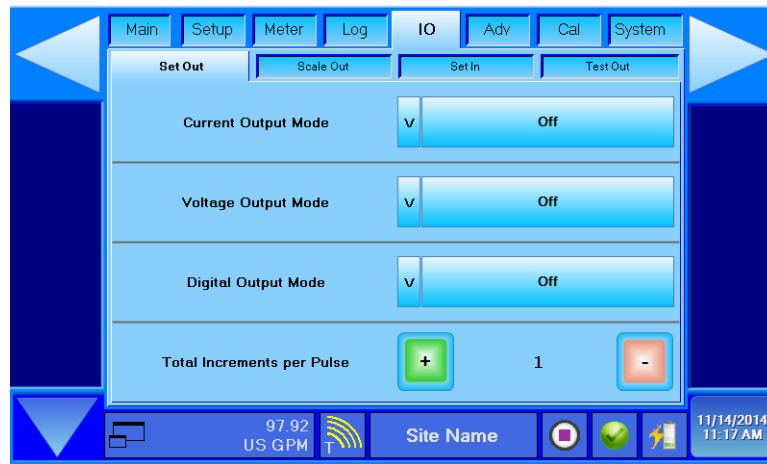 Main Setup Meter Log IO Adv Cal System
Set Out Scale Out Set In Test Out
Current Output Mode V Off
Voltage Output Mode V Off
Digital Output Mode V Off
Total Increments per Pulse + 1 -
97.92
US GPM
T
Site Name
11/14/2014
11:17 AM